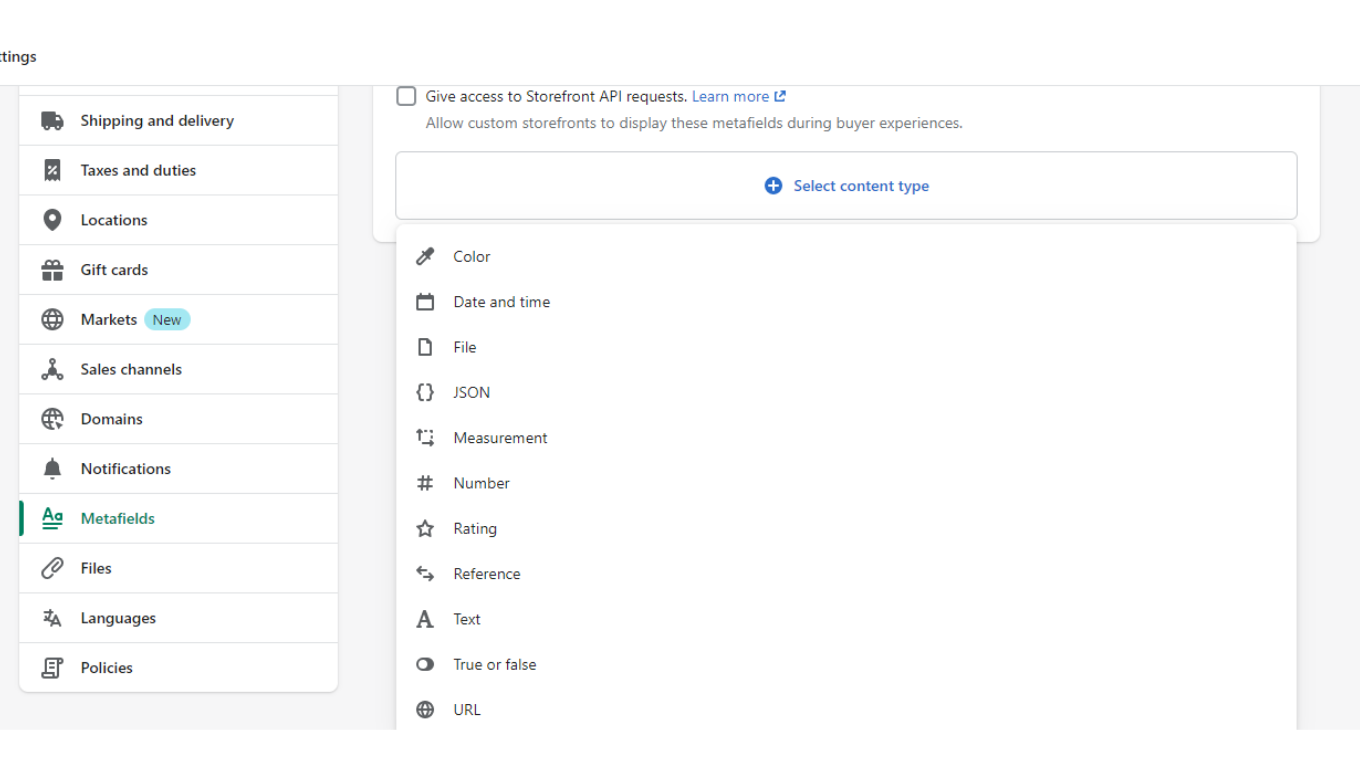 Shipping and delivery
Taxes and duties
Locations
Gift cards
Markets New
Sales channels
Domains
Notifications
Metafields
Files
Languages
Policies
Give access to Storefront API requests. Learn more
Allow custom storefronts to display these metafields during buyer experiences.
Select content type
Color
Date and time
File
JSON
Measurement
Number
Rating
Reference
Text
True or false
URL